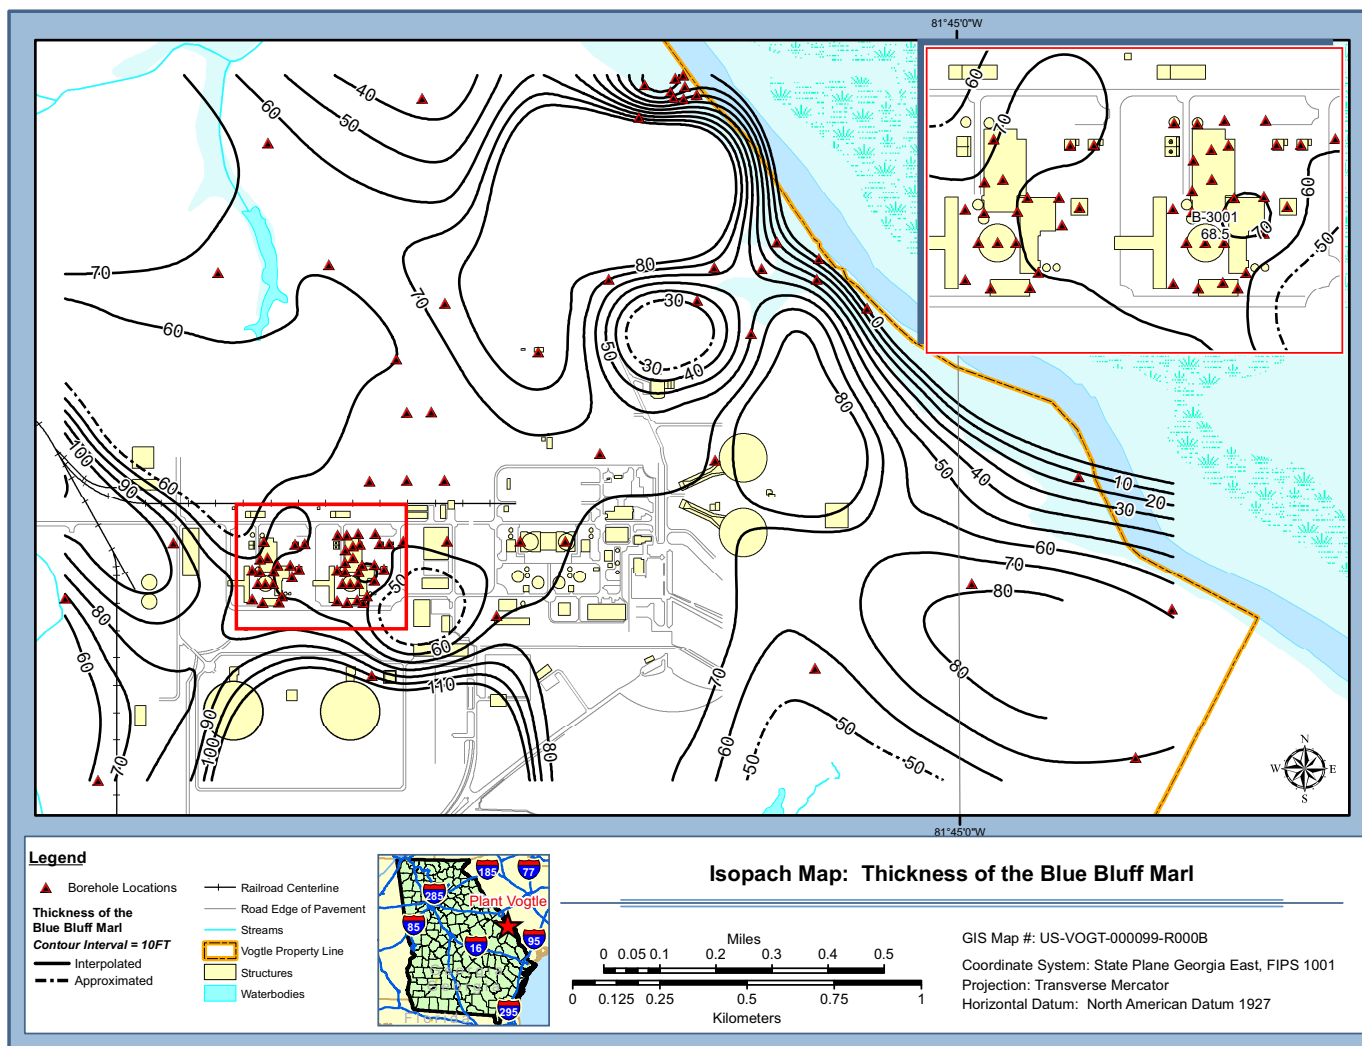 81°45'0"W
40
60
50
70
60
80
70
30
50
30
40
0
80
60
70
B-3001
68.5
70
60
50
100
90
60
80
60
70
50
60
110
90
100
80
50
40
10
20
30
60
70
80
80
70
60
50
50
50
N
W
E
S
81°45'0"W
Legend
Borehole Locations
Thickness of the
Blue Bluff Marl
Contour Interval = 10FT
Interpolated
Approximated
Railroad Centerline
Road Edge of Pavement
Streams
Vogtle Property Line
Structures
Waterbodies
185
77
285
Plant Vogtle
85
16
95
295
Isopach Map: Thickness of the Blue Bluff Marl
Miles
0 0.05 0.1 0.2 0.3 0.4 0.5
0 0.125 0.25 0.5 0.75 1
Kilometers
GIS Map #: US-VOGT-000099-R000B
Coordinate System: State Plane Georgia East, FIPS 1001
Projection: Transverse Mercator
Horizontal Datum: North American Datum 1927